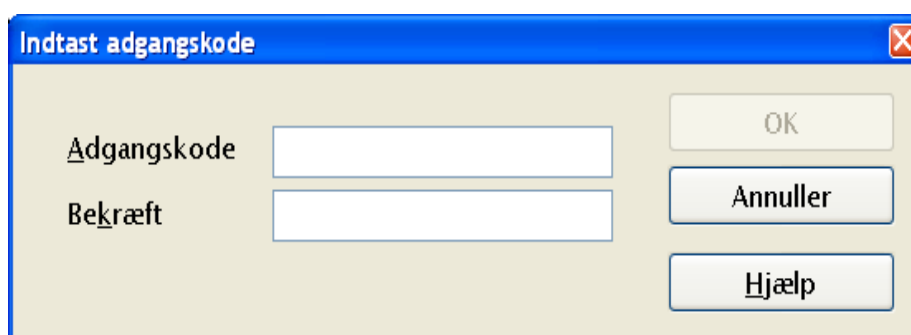 Indtast adgangskode
Adgangskode
Bekræft
OK
Annuller
Hjælp